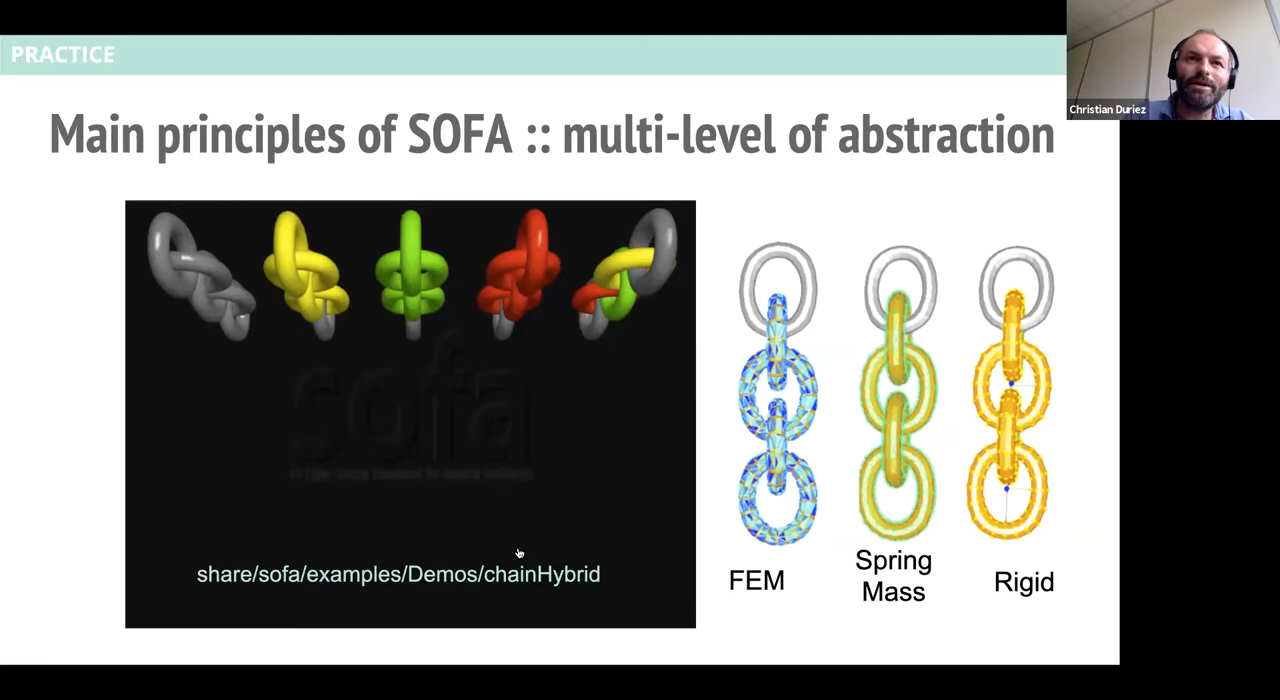 PRACTICE
Christian Duriez
Main principles of SOFA :: multi-level of abstraction
sofa
share/sofa/examples/Demos/chainHybrid
FEM
Spring
Mass
Rigid